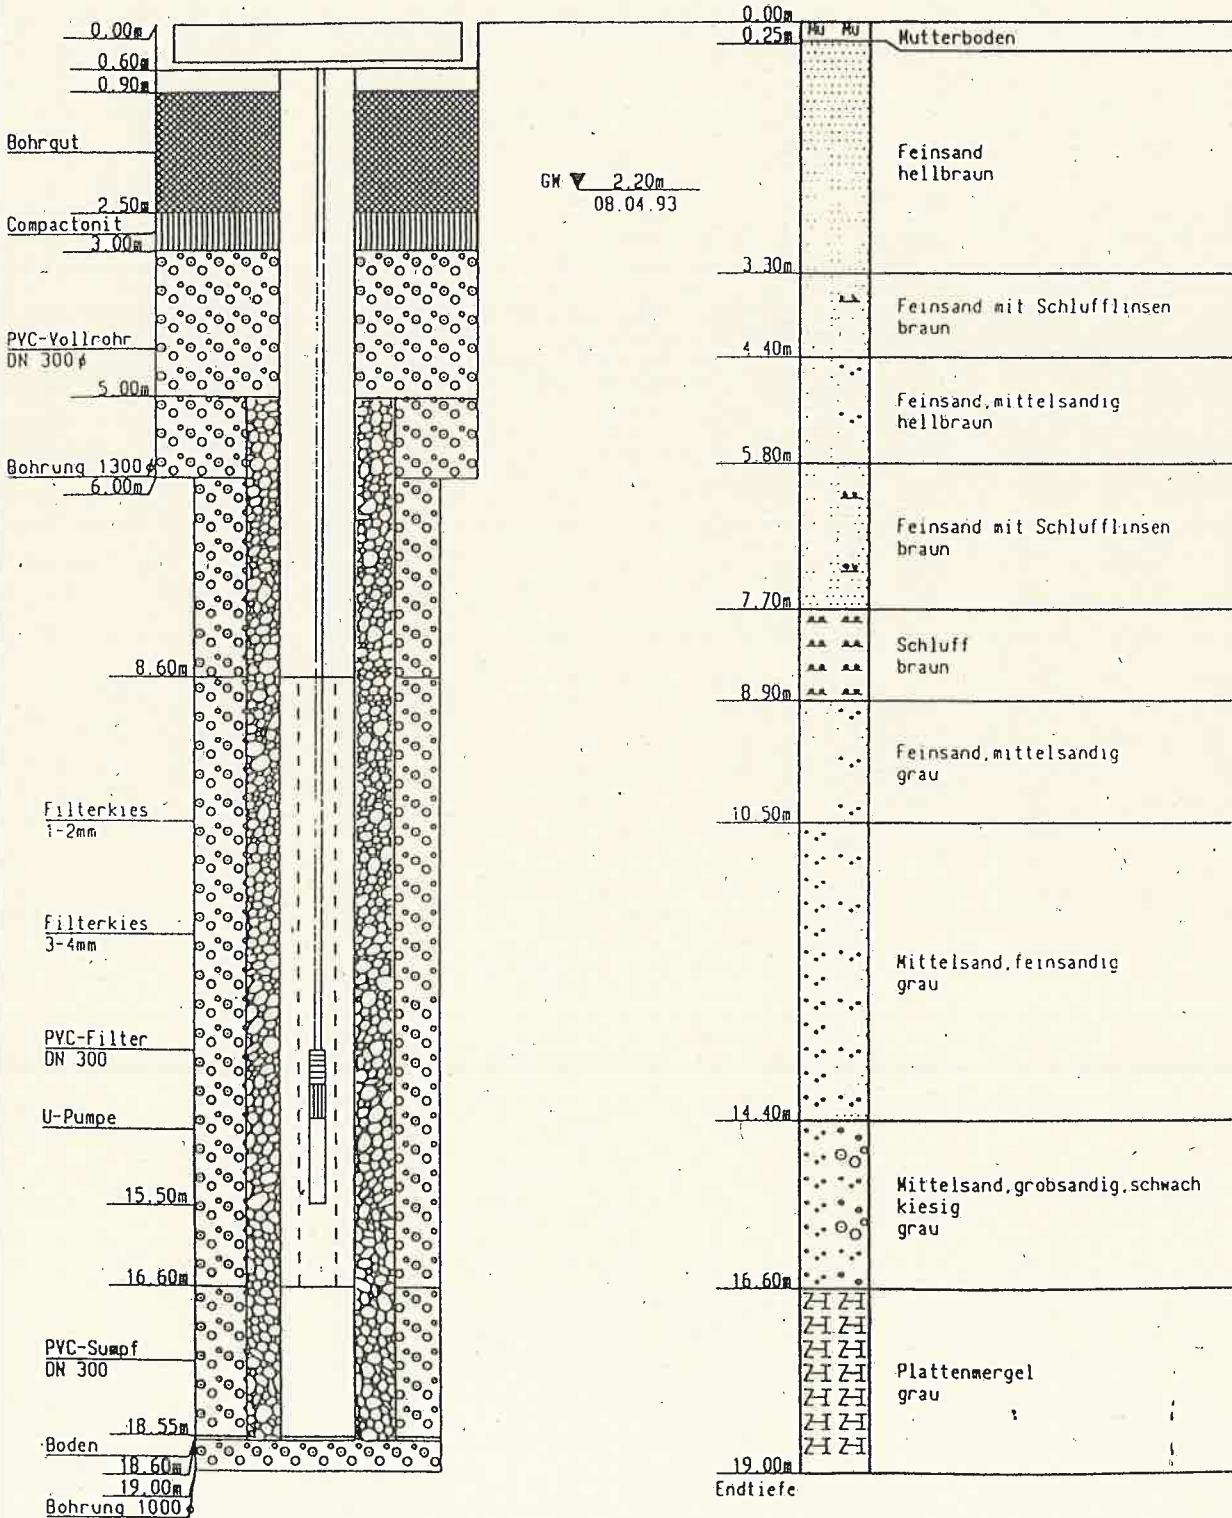 0.00m
0.60m
0.90m
Bohrgut
2.50m
Compactonit
3.00m
PVC-Vollrohr
DN 300 ø
5.00m
Bohrung 1300 ø
6.00m
8.60m
Filterkies
1-2mm
Filterkies
3-4mm
PVC-Filter
DN 300
U-Pumpe
15.50m
16.60m
PVC-Sumpf
DN 300
18.55m
Boden
18.60m
19.00m
Bohrung 1000 ø
GW 2.20m
08.04.93
0.00m
0.25m
Mu Mu
Mutterboden
Feinsand
hellbraun
3.30m
Feinsand mit Schlufflinsen
braun
4.40m
Feinsand,mittelsandig
hellbraun
5.80m
Feinsand mit Schlufflinsen
braun
7.70m
Schluff
braun
8.90m
Feinsand,mittelsandig
grau
10.50m
Mittelsand,feinsandig
grau
14.40m
Mittelsand,grobsandig,schwach
kiesig
grau
16.60m
Plattenmergel
grau
19.00m
Endtiefe